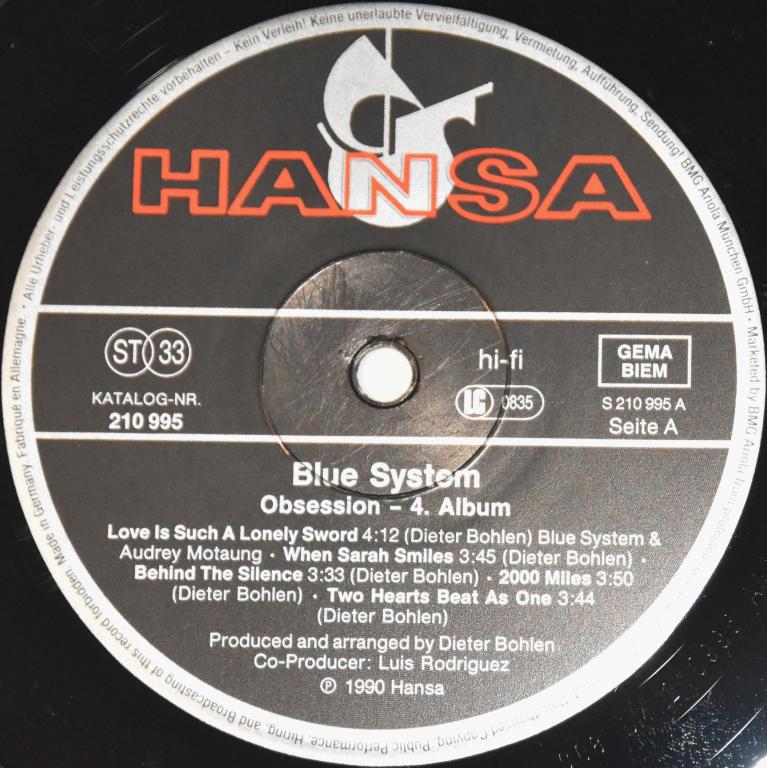 Alle Urheber- und Leistungsschutzrechte vorbehalten – Kein Verleih! Keine unerlaubte Vervielfältigung, Vermietung, Aufführung, Sendung! BMG Ariola München GmbH · Marketed by BMG Ariola
HANSA
ST 33
KATALOG-NR.
210 995
hi-fi
LC 0835
GEMA
BIEM
S 210 995 A
Seite A
Blue System
Obsession – 4. Album
Love Is Such A Lonely Sword 4:12 (Dieter Bohlen) Blue System &
Audrey Motaung · When Sarah Smiles 3:45 (Dieter Bohlen) ·
Behind The Silence 3:33 (Dieter Bohlen) · 2000 Miles 3:50
(Dieter Bohlen) · Two Hearts Beat As One 3:44
(Dieter Bohlen)
Produced and arranged by Dieter Bohlen
Co-Producer: Luis Rodriguez
℗ 1990 Hansa
Copying, Public Performance, Hiring, and Broadcasting of this record forbidden. Made in Germany. Fabriqué en Allemagne.